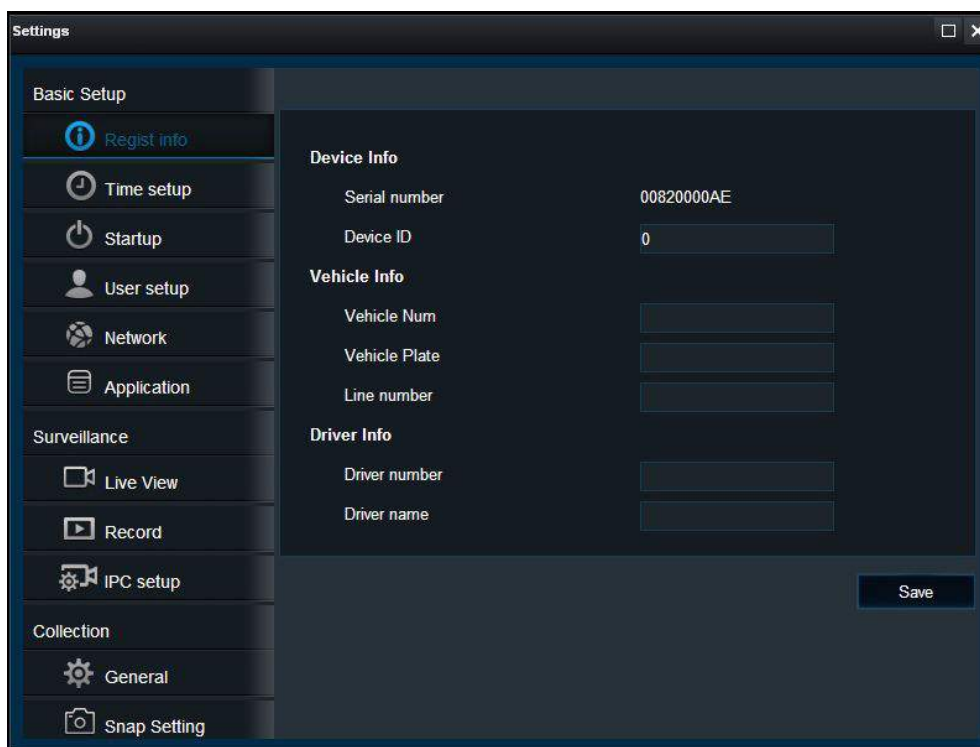 Settings
Basic Setup
Regist info
Time setup
Startup
User setup
Network
Application
Surveillance
Live View
Record
IPC setup
Collection
General
Snap Setting
Device Info
Serial number 00820000AE
Device ID 0
Vehicle Info
Vehicle Num
Vehicle Plate
Line number
Driver Info
Driver number
Driver name
Save